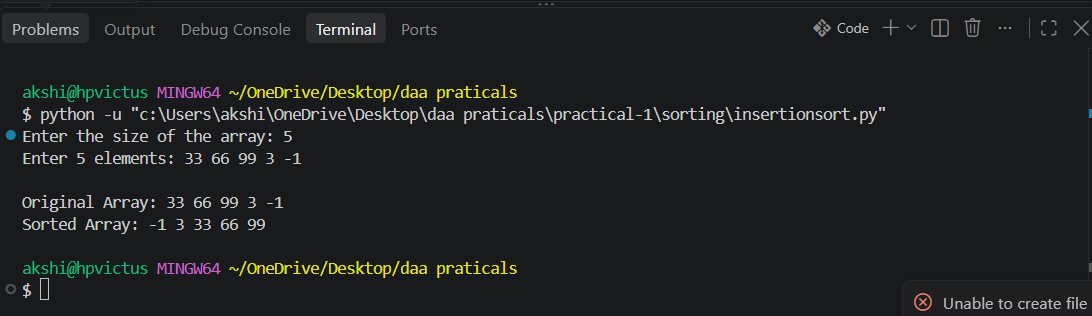 Problems Output Debug Console Terminal Ports Code
akshi@hpvictus MINGW64 ~/OneDrive/Desktop/daa praticals
$ python -u "c:\Users\akshi\OneDrive\Desktop\daa praticals\practical-1\sorting\insertionsort.py"
Enter the size of the array: 5
Enter 5 elements: 33 66 99 3 -1
Original Array: 33 66 99 3 -1
Sorted Array: -1 3 33 66 99
akshi@hpvictus MINGW64 ~/OneDrive/Desktop/daa praticals
$
Unable to create file